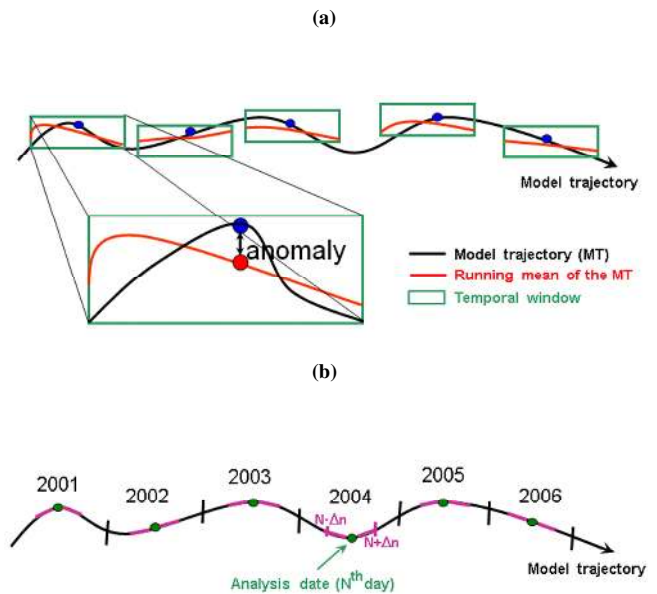 (a)
Model trajectory
anomaly
Model trajectory (MT)
Running mean of the MT
Temporal window
(b)
2001
2002
2003
2004
2005
2006
N-Δn
N+Δn
Model trajectory
Analysis date (Nth day)